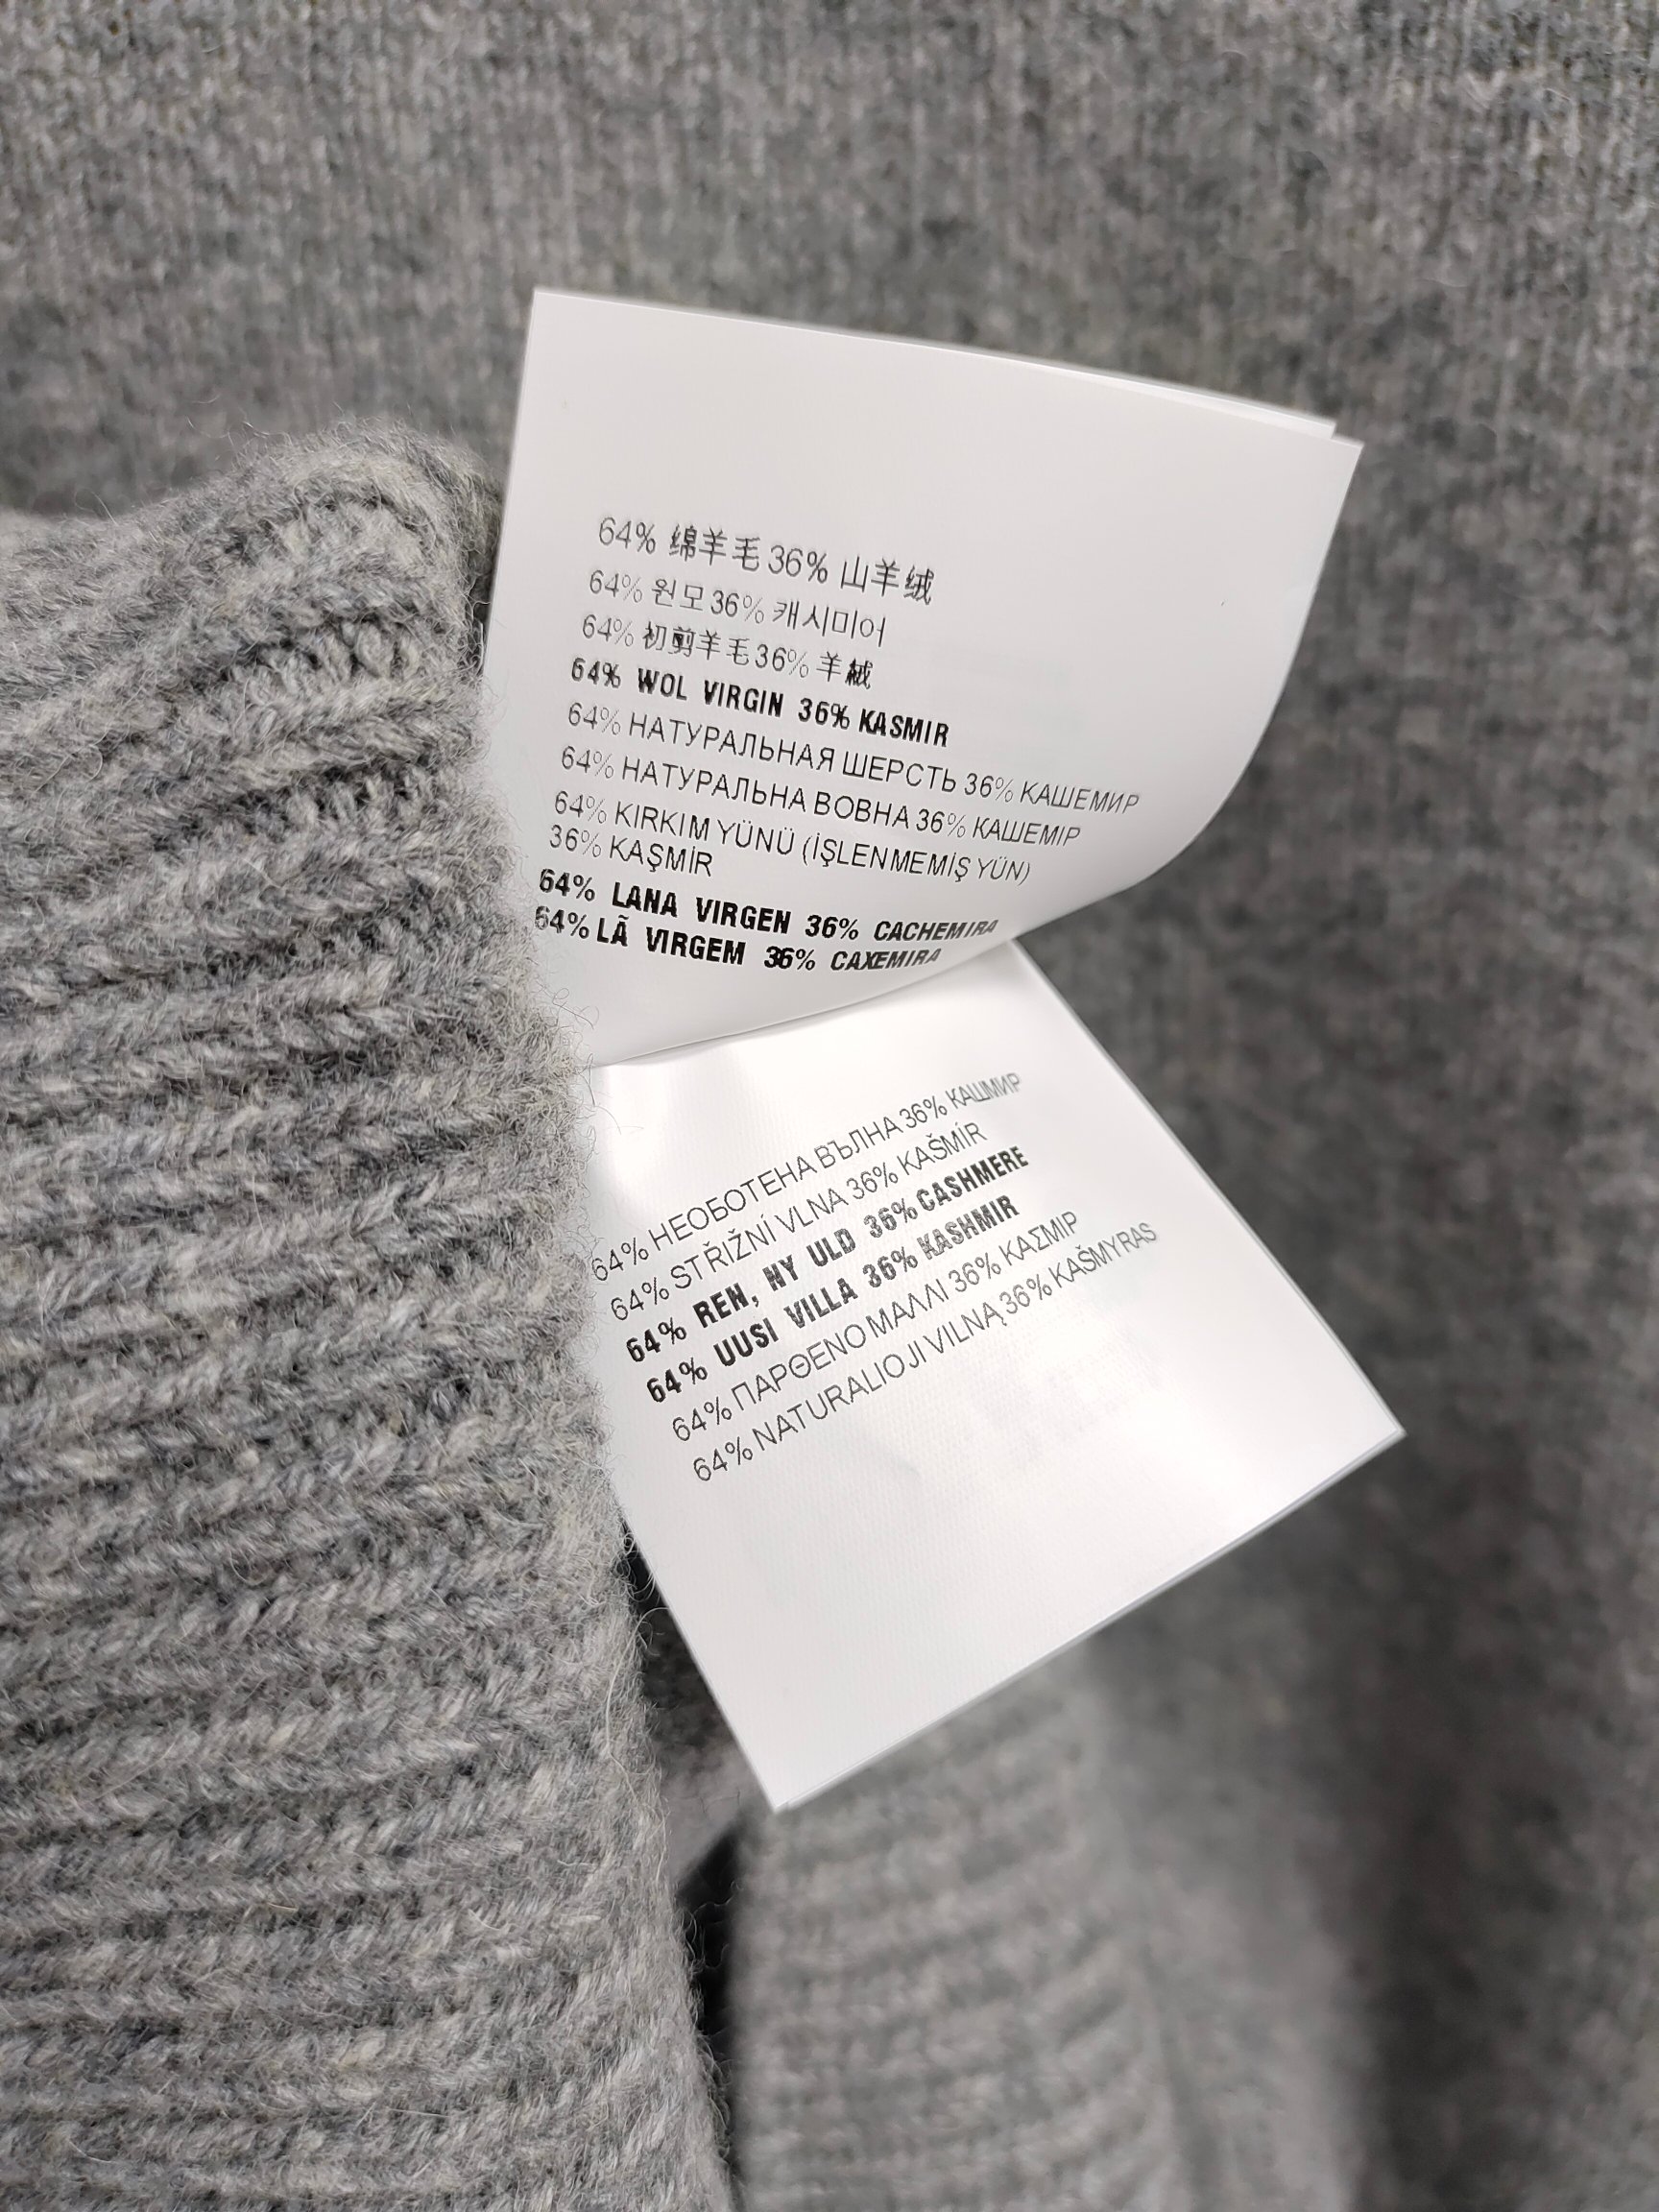 64% 绵羊毛 36% 山羊绒
64% 원모 36% 캐시미어
64% 初剪羊毛 36% 羊絨
64% WOL VIRGIN 36% KASMIR
64% НАТУРАЛЬНАЯ ШЕРСТЬ 36% КАШЕМИР
64% НАТУРАЛЬНА ВОВНА 36% КАШЕМІР
64% KIRKIM YÜNÜ (İŞLENMEMİŞ YÜN)
36% KAŞMİR
64% LANA VIRGEN 36% CACHEMIRA
64% LÃ VIRGEM 36% CAXEMIRA
64% НЕОБОТЕНА ВЪЛНА 36% КАШМИР
64% STŘIŽNÍ VLNA 36% KAŠMÍR
64% REN, NY ULD 36% CASHMERE
64% UUSI VILLA 36% KASHMIR
64% ΠΑΡΘΕΝΟ ΜΑΛΛΙ 36% ΚΑΣΜΙΡ
64% NATURALIOJI VILNĄ 36% KAŠMYRAS